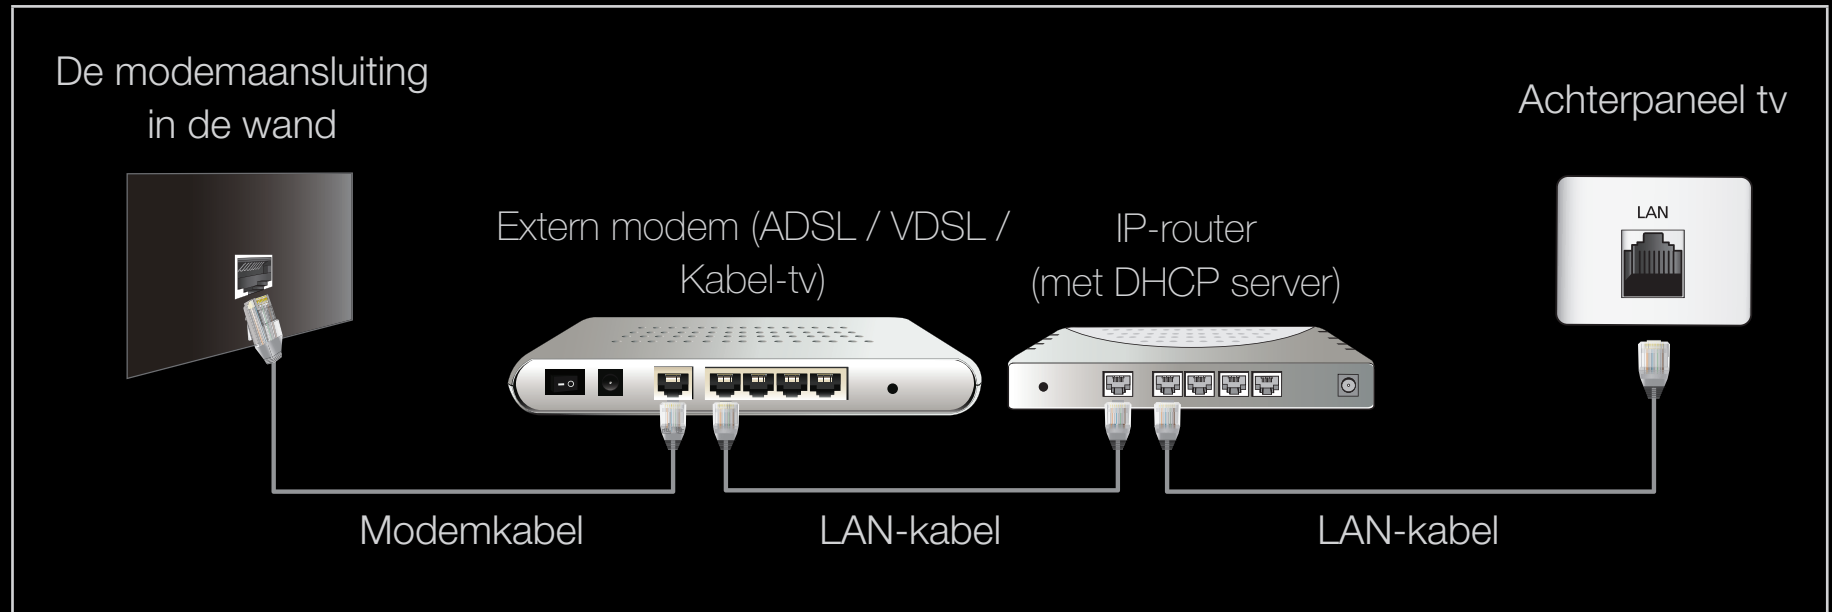 De modemaansluiting
in de wand
Extern modem (ADSL / VDSL /
Kabel-tv)
IP-router
(met DHCP server)
Achterpaneel tv
LAN
Modemkabel
LAN-kabel
LAN-kabel